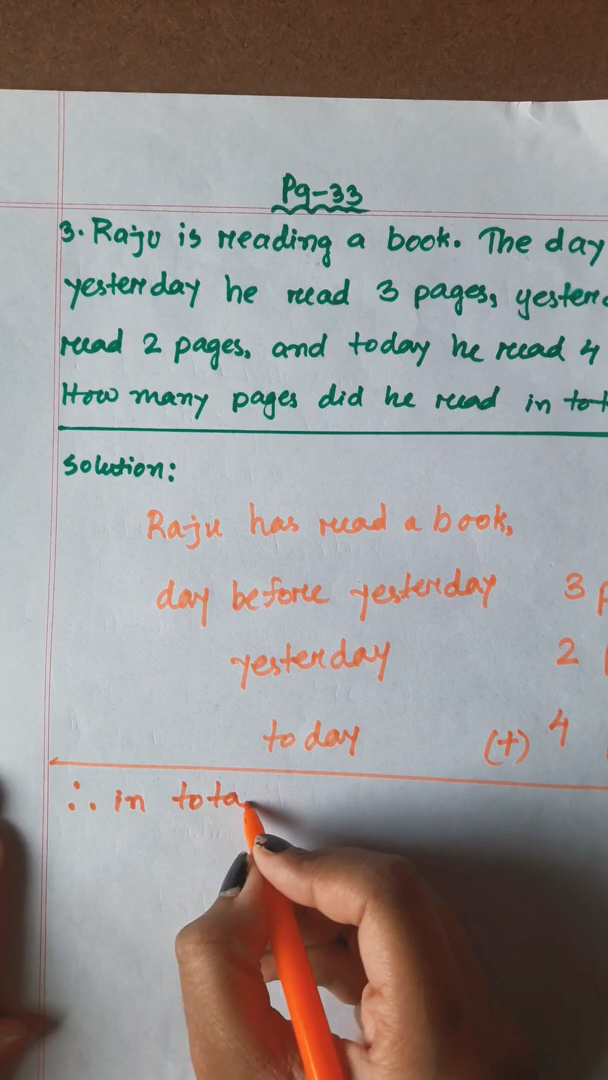 Pg-33
3. Raju is reading a book. The day
yesterday he read 3 pages, yester
read 2 pages, and today he read 4
How many pages did he read in tot
Solution:
Raju has read a book,
day before yesterday 3 p
yesterday 2
today (+) 4
∴ in tota